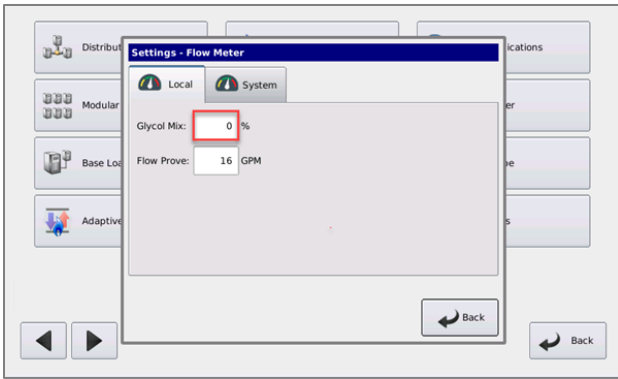 Distribut
ications
Modular
er
Base Loa
pe
Adaptive
s
Settings - Flow Meter
Local
System
Glycol Mix: 0 %
Flow Prove: 16 GPM
Back
Back